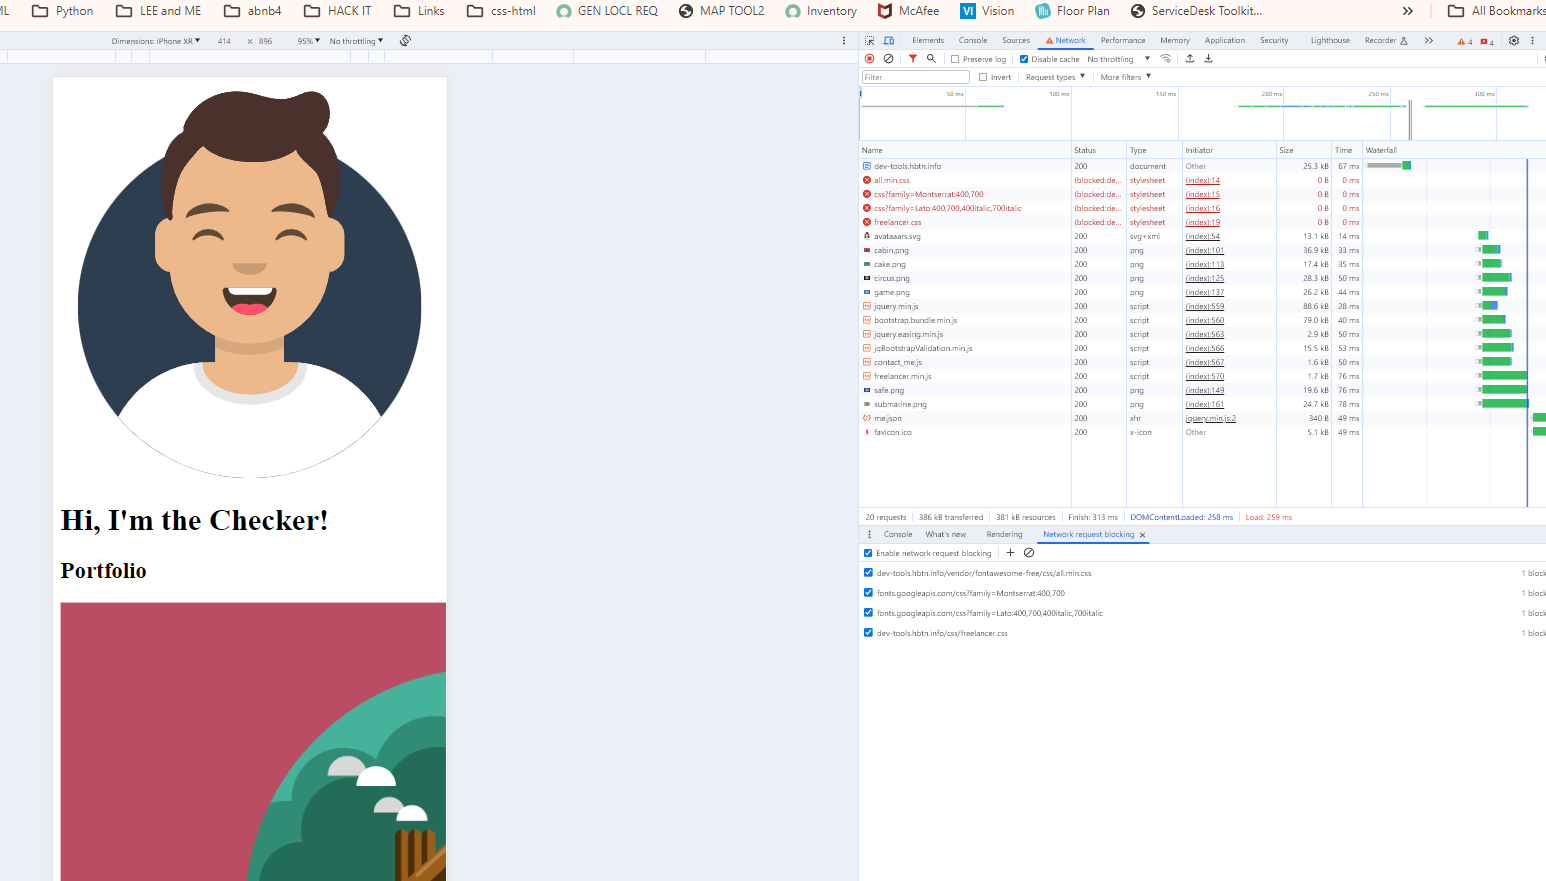 ML Python LEE and ME abnb4 HACK IT Links css-html GEN LOCL REQ MAP TOOL2 Inventory McAfee VI Vision Floor Plan ServiceDesk Toolkit... » All Bookmarks
Dimensions: iPhone XR ▼ 414 × 896 95% ▼ No throttling ▼
Elements Console Sources Network Performance Memory Application Security Lighthouse Recorder » 4 4
Preserve log Disable cache No throttling ▼
Filter Invert Request types ▼ More filters ▼
50 ms 100 ms 150 ms 200 ms 250 ms 300 ms
Name Status Type Initiator Size Time Waterfall
dev-tools.hbtn.info 200 document Other 25.3 kB 67 ms
all.min.css (blocked:de... stylesheet (index):14 0 B 0 ms
css?family=Montserrat:400,700 (blocked:de... stylesheet (index):15 0 B 0 ms
css?family=Lato:400,700,400italic,700italic (blocked:de... stylesheet (index):16 0 B 0 ms
freelancer.css (blocked:de... stylesheet (index):19 0 B 0 ms
avataaars.svg 200 svg+xml (index):54 13.1 kB 14 ms
cabin.png 200 png (index):101 36.9 kB 33 ms
cake.png 200 png (index):113 17.4 kB 35 ms
circus.png 200 png (index):125 28.3 kB 50 ms
game.png 200 png (index):137 26.2 kB 44 ms
jquery.min.js 200 script (index):559 88.6 kB 28 ms
bootstrap.bundle.min.js 200 script (index):560 79.0 kB 40 ms
jquery.easing.min.js 200 script (index):563 2.9 kB 50 ms
jqBootstrapValidation.min.js 200 script (index):566 15.5 kB 53 ms
contact_me.js 200 script (index):567 1.6 kB 50 ms
freelancer.min.js 200 script (index):570 1.7 kB 76 ms
safe.png 200 png (index):149 19.6 kB 76 ms
submarine.png 200 png (index):161 24.7 kB 78 ms
me.json 200 xhr jquery.min.js:2 340 B 49 ms
favicon.ico 200 x-icon Other 5.1 kB 49 ms
20 requests 386 kB transferred 381 kB resources Finish: 313 ms DOMContentLoaded: 258 ms Load: 259 ms
Console What's new Rendering Network request blocking ×
Enable network request blocking
dev-tools.hbtn.info/vendor/fontawesome-free/css/all.min.css 1 block
fonts.googleapis.com/css?family=Montserrat:400,700 1 block
fonts.googleapis.com/css?family=Lato:400,700,400italic,700italic 1 block
dev-tools.hbtn.info/css/freelancer.css 1 block
Hi, I'm the Checker!
Portfolio